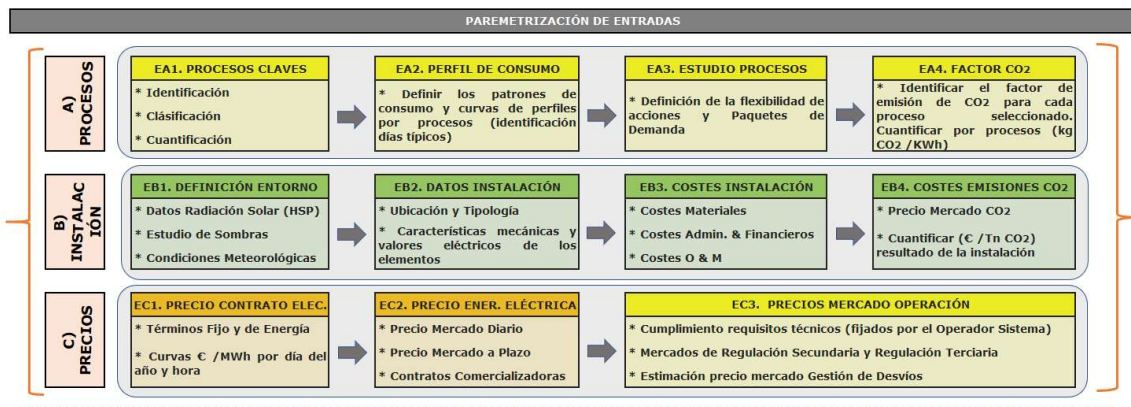 PAREMETRIZACIÓN DE ENTRADAS
A)
PROCESOS
EA1. PROCESOS CLAVES
* Identificación
* Clásificación
* Cuantificación
EA2. PERFIL DE CONSUMO
* Definir los patrones de
consumo y curvas de perfiles
por procesos (identificación
días típicos)
EA3. ESTUDIO PROCESOS
* Definición de la flexibilidad de
acciones y Paquetes de
Demanda
EA4. FACTOR CO2
* Identificar el factor de
emisión de CO2 para cada
proceso seleccionado.
Cuantificar por procesos (kg
CO2 /KWh)
B)
INSTALAC
IÓN
EB1. DEFINICIÓN ENTORNO
* Datos Radiación Solar (HSP)
* Estudio de Sombras
* Condiciones Meteorológicas
EB2. DATOS INSTALACIÓN
* Ubicación y Tipología
* Características mecánicas y
valores eléctricos de los
elementos
EB3. COSTES INSTALACIÓN
* Costes Materiales
* Costes Admin. & Financieros
* Costes O & M
EB4. COSTES EMISIONES CO2
* Precio Mercado CO2
* Cuantificar (€ /Tn CO2)
resultado de la instalación
C)
PRECIOS
EC1. PRECIO CONTRATO ELEC.
* Términos Fijo y de Energía
* Curvas € /MWh por día del
año y hora
EC2. PRECIO ENER. ELÉCTRICA
* Precio Mercado Diario
* Precio Mercado a Plazo
* Contratos Comercializadoras
EC3. PRECIOS MERCADO OPERACIÓN
* Cumplimiento requisitos técnicos (fijados por el Operador Sistema)
* Mercados de Regulación Secundaria y Regulación Terciaria
* Estimación precio mercado Gestión de Desvíos